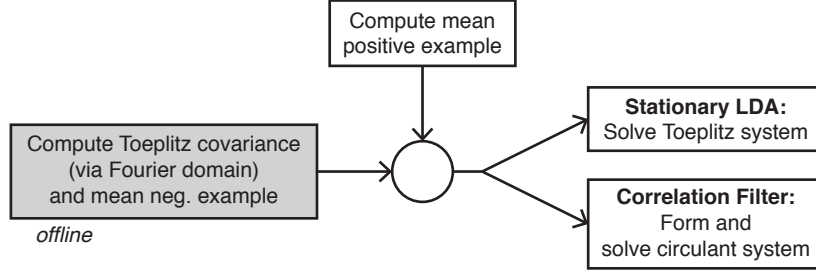 Compute mean
positive example
Compute Toeplitz covariance
(via Fourier domain)
and mean neg. example
offline
Stationary LDA:
Solve Toeplitz system
Correlation Filter:
Form and
solve circulant system